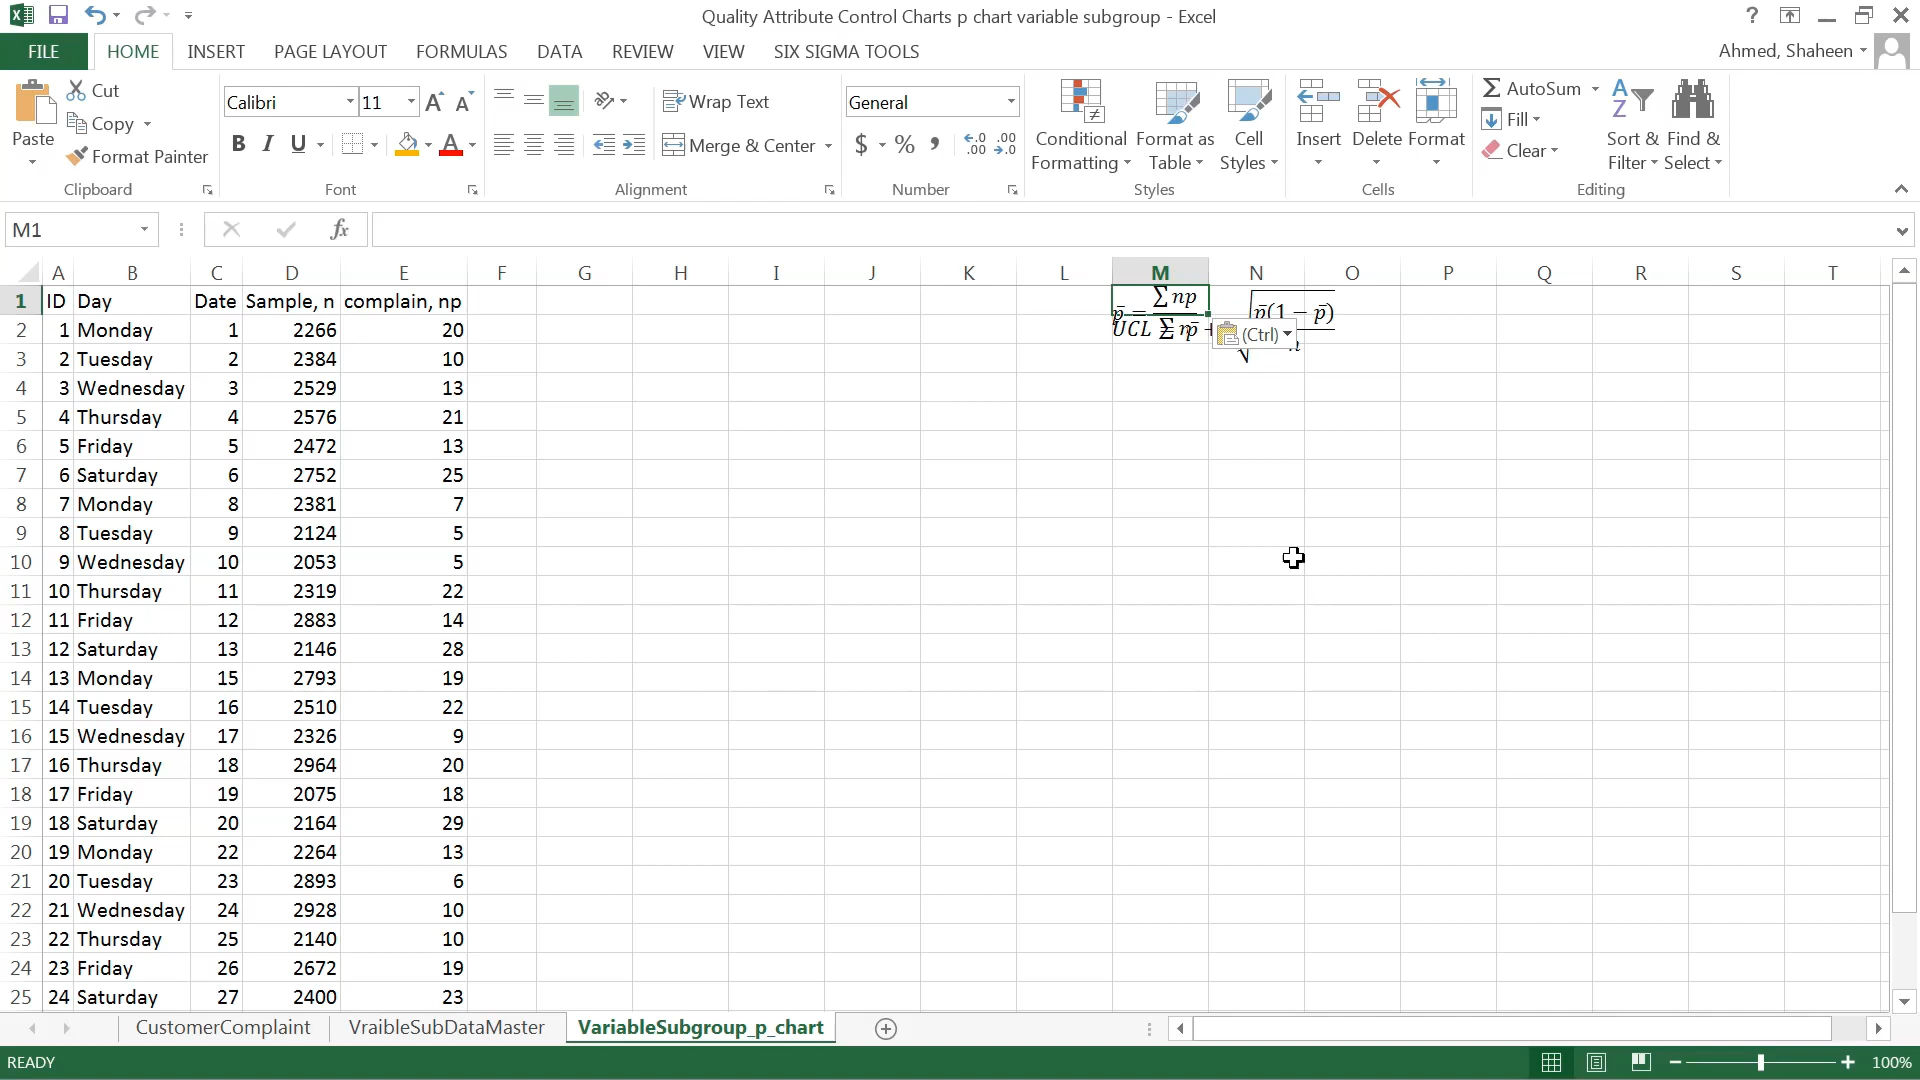 Quality Attribute Control Charts p chart variable subgroup - Excel
?
FILE HOME INSERT PAGE LAYOUT FORMULAS DATA REVIEW VIEW SIX SIGMA TOOLS Ahmed, Shaheen
Paste
Cut
Copy
Format Painter
Clipboard
Calibri 11
B I U
Font
Wrap Text
Merge & Center
Alignment
General
$ % ,
Number
Conditional Formatting
Format as Table
Cell Styles
Styles
Insert
Delete
Format
Cells
AutoSum
Fill
Clear
Sort & Filter
Find & Select
Editing
M1 fx
A B C D E F G H I J K L M N O P Q R S T
1 ID Day Date Sample, n complain, np
2 1 Monday 1 2266 20
3 2 Tuesday 2 2384 10
4 3 Wednesday 3 2529 13
5 4 Thursday 4 2576 21
6 5 Friday 5 2472 13
7 6 Saturday 6 2752 25
8 7 Monday 8 2381 7
9 8 Tuesday 9 2124 5
10 9 Wednesday 10 2053 5
11 10 Thursday 11 2319 22
12 11 Friday 12 2883 14
13 12 Saturday 13 2146 28
14 13 Monday 15 2793 19
15 14 Tuesday 16 2510 22
16 15 Wednesday 17 2326 9
17 16 Thursday 18 2964 20
18 17 Friday 19 2075 18
19 18 Saturday 20 2164 29
20 19 Monday 22 2264 13
21 20 Tuesday 23 2893 6
22 21 Wednesday 24 2928 10
23 22 Thursday 25 2140 10
24 23 Friday 26 2672 19
25 24 Saturday 27 2400 23
p̄ = ∑ np
UCL
p̄(1 − p̄)
(Ctrl)
CustomerComplaint VraibleSubDataMaster VariableSubgroup_p_chart
READY 100%